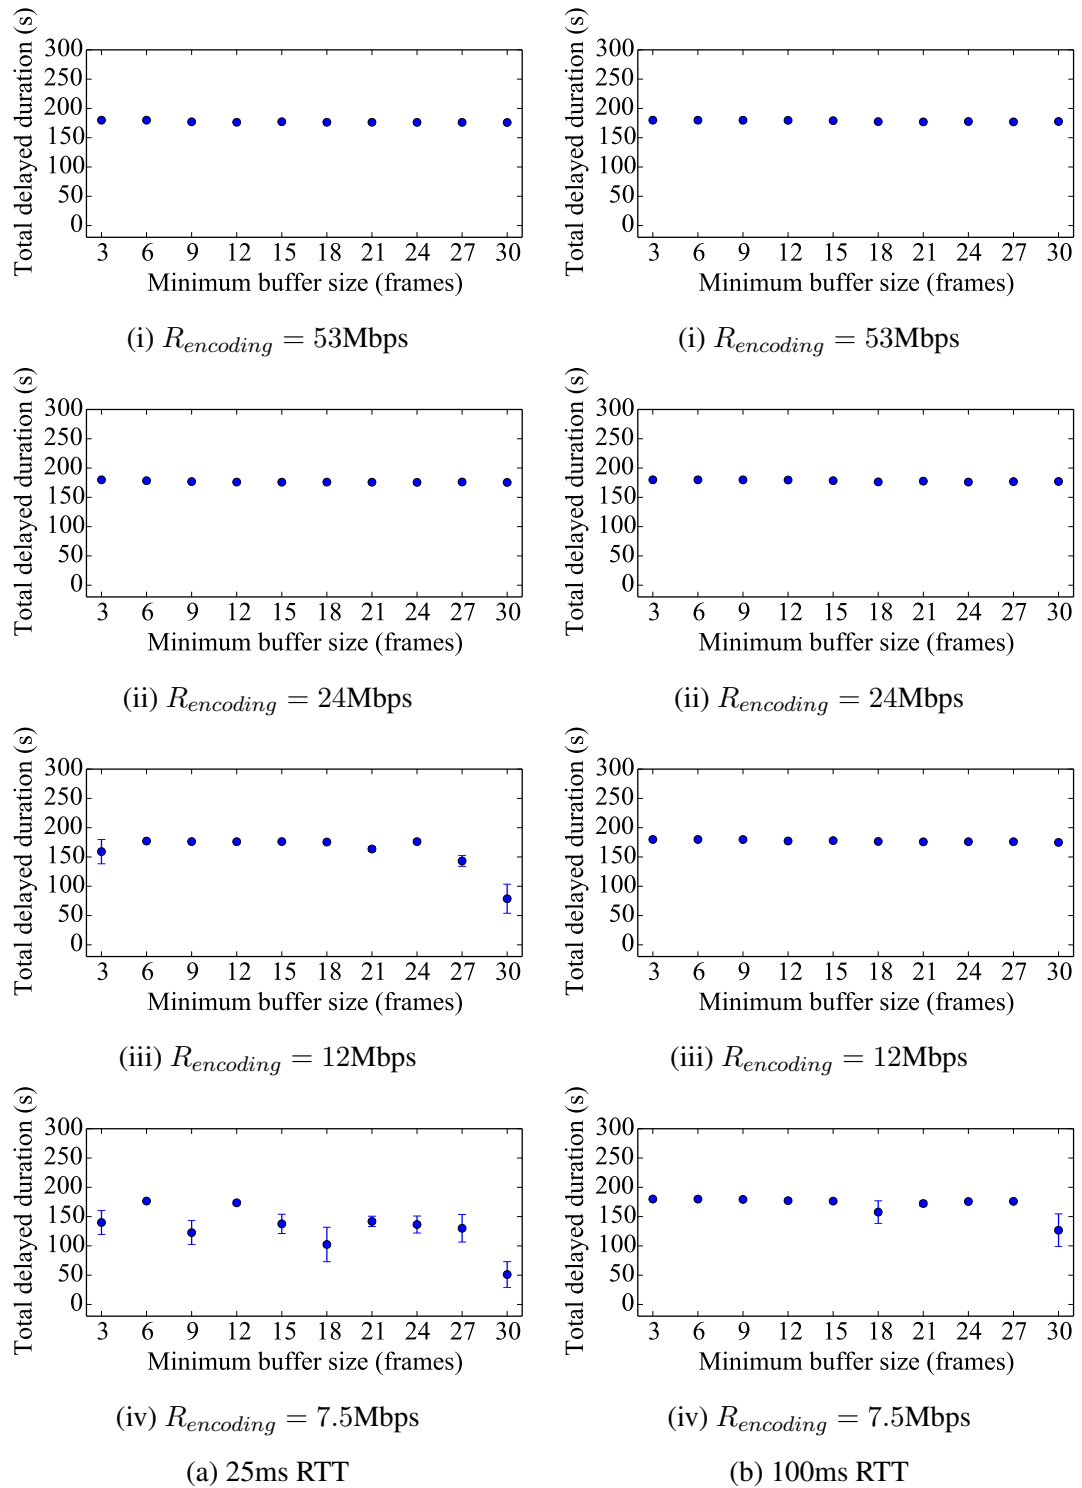 Total delayed duration (s)
300
250
200
150
100
50
0
3 6 9 12 15 18 21 24 27 30
Minimum buffer size (frames)
(i) R_encoding = 53Mbps
Total delayed duration (s)
300
250
200
150
100
50
0
3 6 9 12 15 18 21 24 27 30
Minimum buffer size (frames)
(i) R_encoding = 53Mbps
Total delayed duration (s)
300
250
200
150
100
50
0
3 6 9 12 15 18 21 24 27 30
Minimum buffer size (frames)
(ii) R_encoding = 24Mbps
Total delayed duration (s)
300
250
200
150
100
50
0
3 6 9 12 15 18 21 24 27 30
Minimum buffer size (frames)
(ii) R_encoding = 24Mbps
Total delayed duration (s)
300
250
200
150
100
50
0
3 6 9 12 15 18 21 24 27 30
Minimum buffer size (frames)
(iii) R_encoding = 12Mbps
Total delayed duration (s)
300
250
200
150
100
50
0
3 6 9 12 15 18 21 24 27 30
Minimum buffer size (frames)
(iii) R_encoding = 12Mbps
Total delayed duration (s)
300
250
200
150
100
50
0
3 6 9 12 15 18 21 24 27 30
Minimum buffer size (frames)
(iv) R_encoding = 7.5Mbps
Total delayed duration (s)
300
250
200
150
100
50
0
3 6 9 12 15 18 21 24 27 30
Minimum buffer size (frames)
(iv) R_encoding = 7.5Mbps
(a) 25ms RTT
(b) 100ms RTT